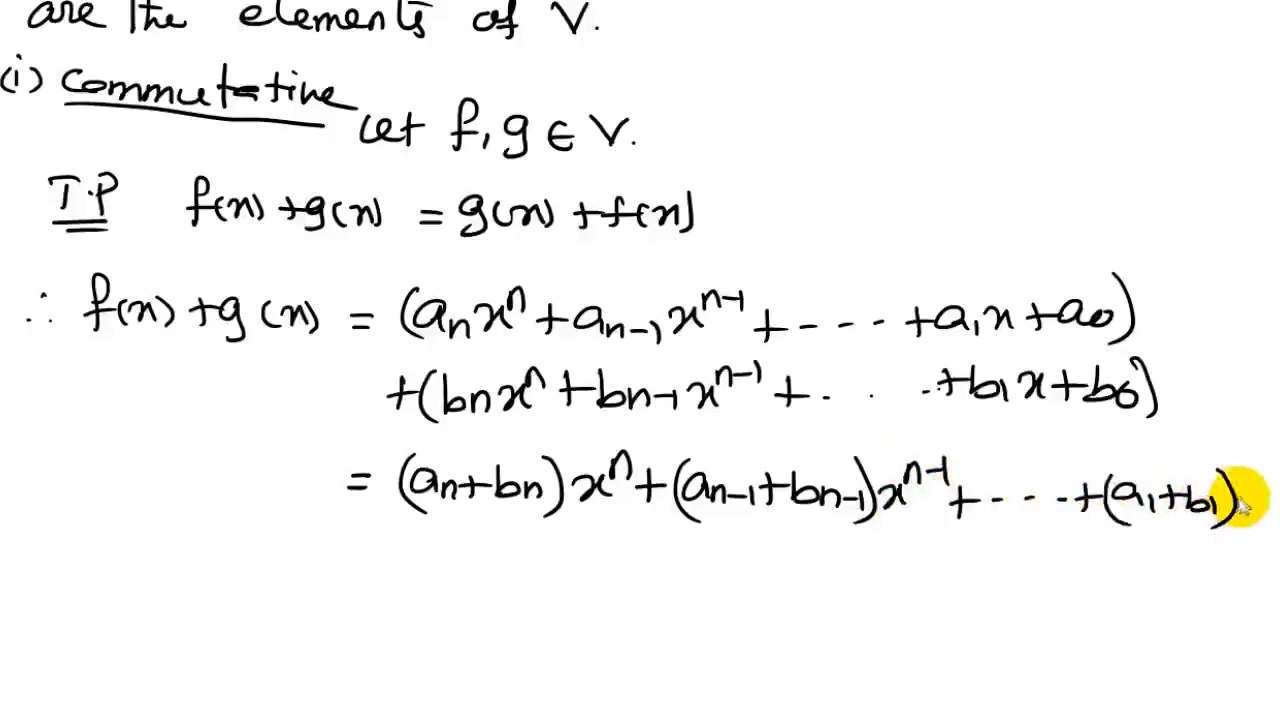 are the elements of V.
(i) Commutative
Let f, g ∈ V.
T.P f(x) + g(x) = g(x) + f(x)
∴ f(x) + g(x) = (aₙxⁿ + aₙ₋₁xⁿ⁻¹ + - - - · + a₁x + a₀)
+ (bₙxⁿ + bₙ₋₁xⁿ⁻¹ + . . . · + b₁x + b₀)
= (aₙ + bₙ)xⁿ + (aₙ₋₁ + bₙ₋₁)xⁿ⁻¹ + - - - · + (a₁ + b₁)